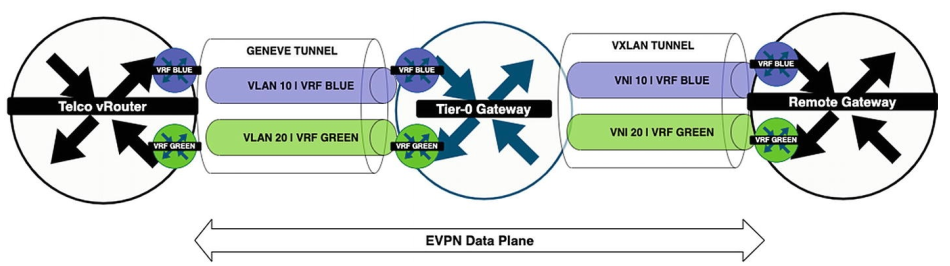 GENEVE TUNNEL
VXLAN TUNNEL
VRF BLUE
VLAN 10 | VRF BLUE
VRF BLUE
VNI 10 | VRF BLUE
VRF BLUE
Telco vRouter
Tier-0 Gateway
Remote Gateway
VRF GREEN
VLAN 20 | VRF GREEN
VRF GREEN
VNI 20 | VRF GREEN
VRF GREEN
EVPN Data Plane